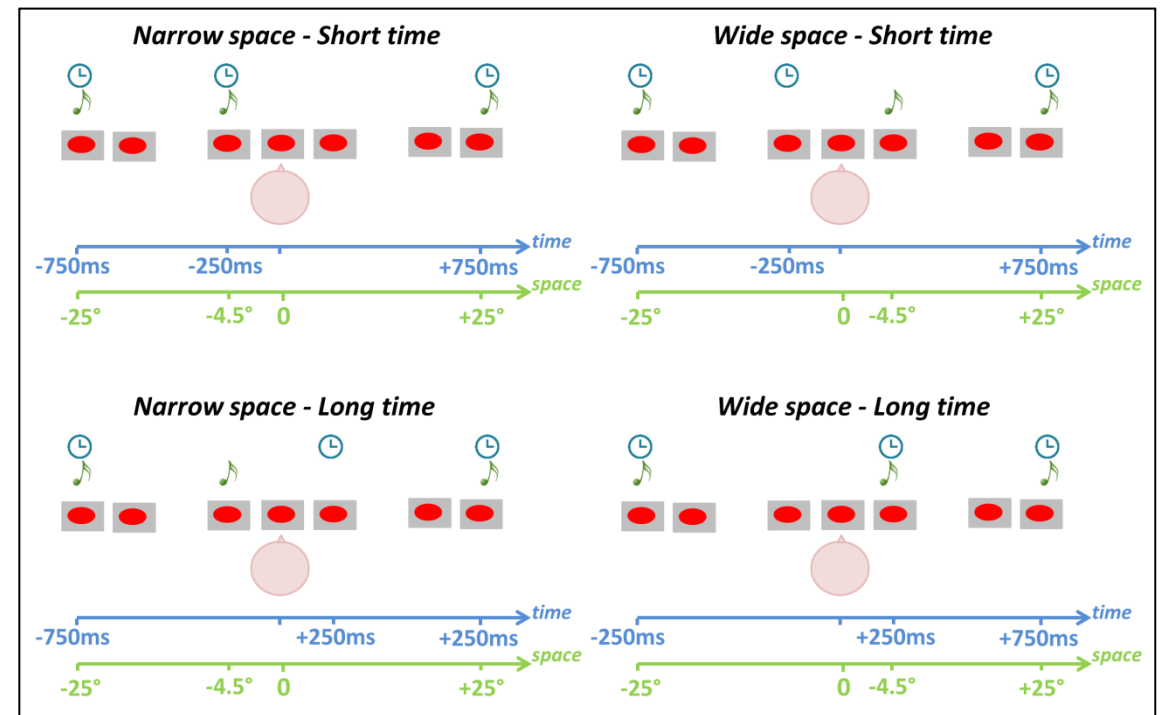 Narrow space - Short time
time
-750ms -250ms +750ms
space
-25° -4.5° 0 +25°
Wide space - Short time
time
-750ms -250ms +750ms
space
-25° 0 -4.5° +25°
Narrow space - Long time
time
-750ms +250ms +250ms
space
-25° -4.5° 0 +25°
Wide space - Long time
time
-250ms +250ms +750ms
space
-25° 0 -4.5° +25°